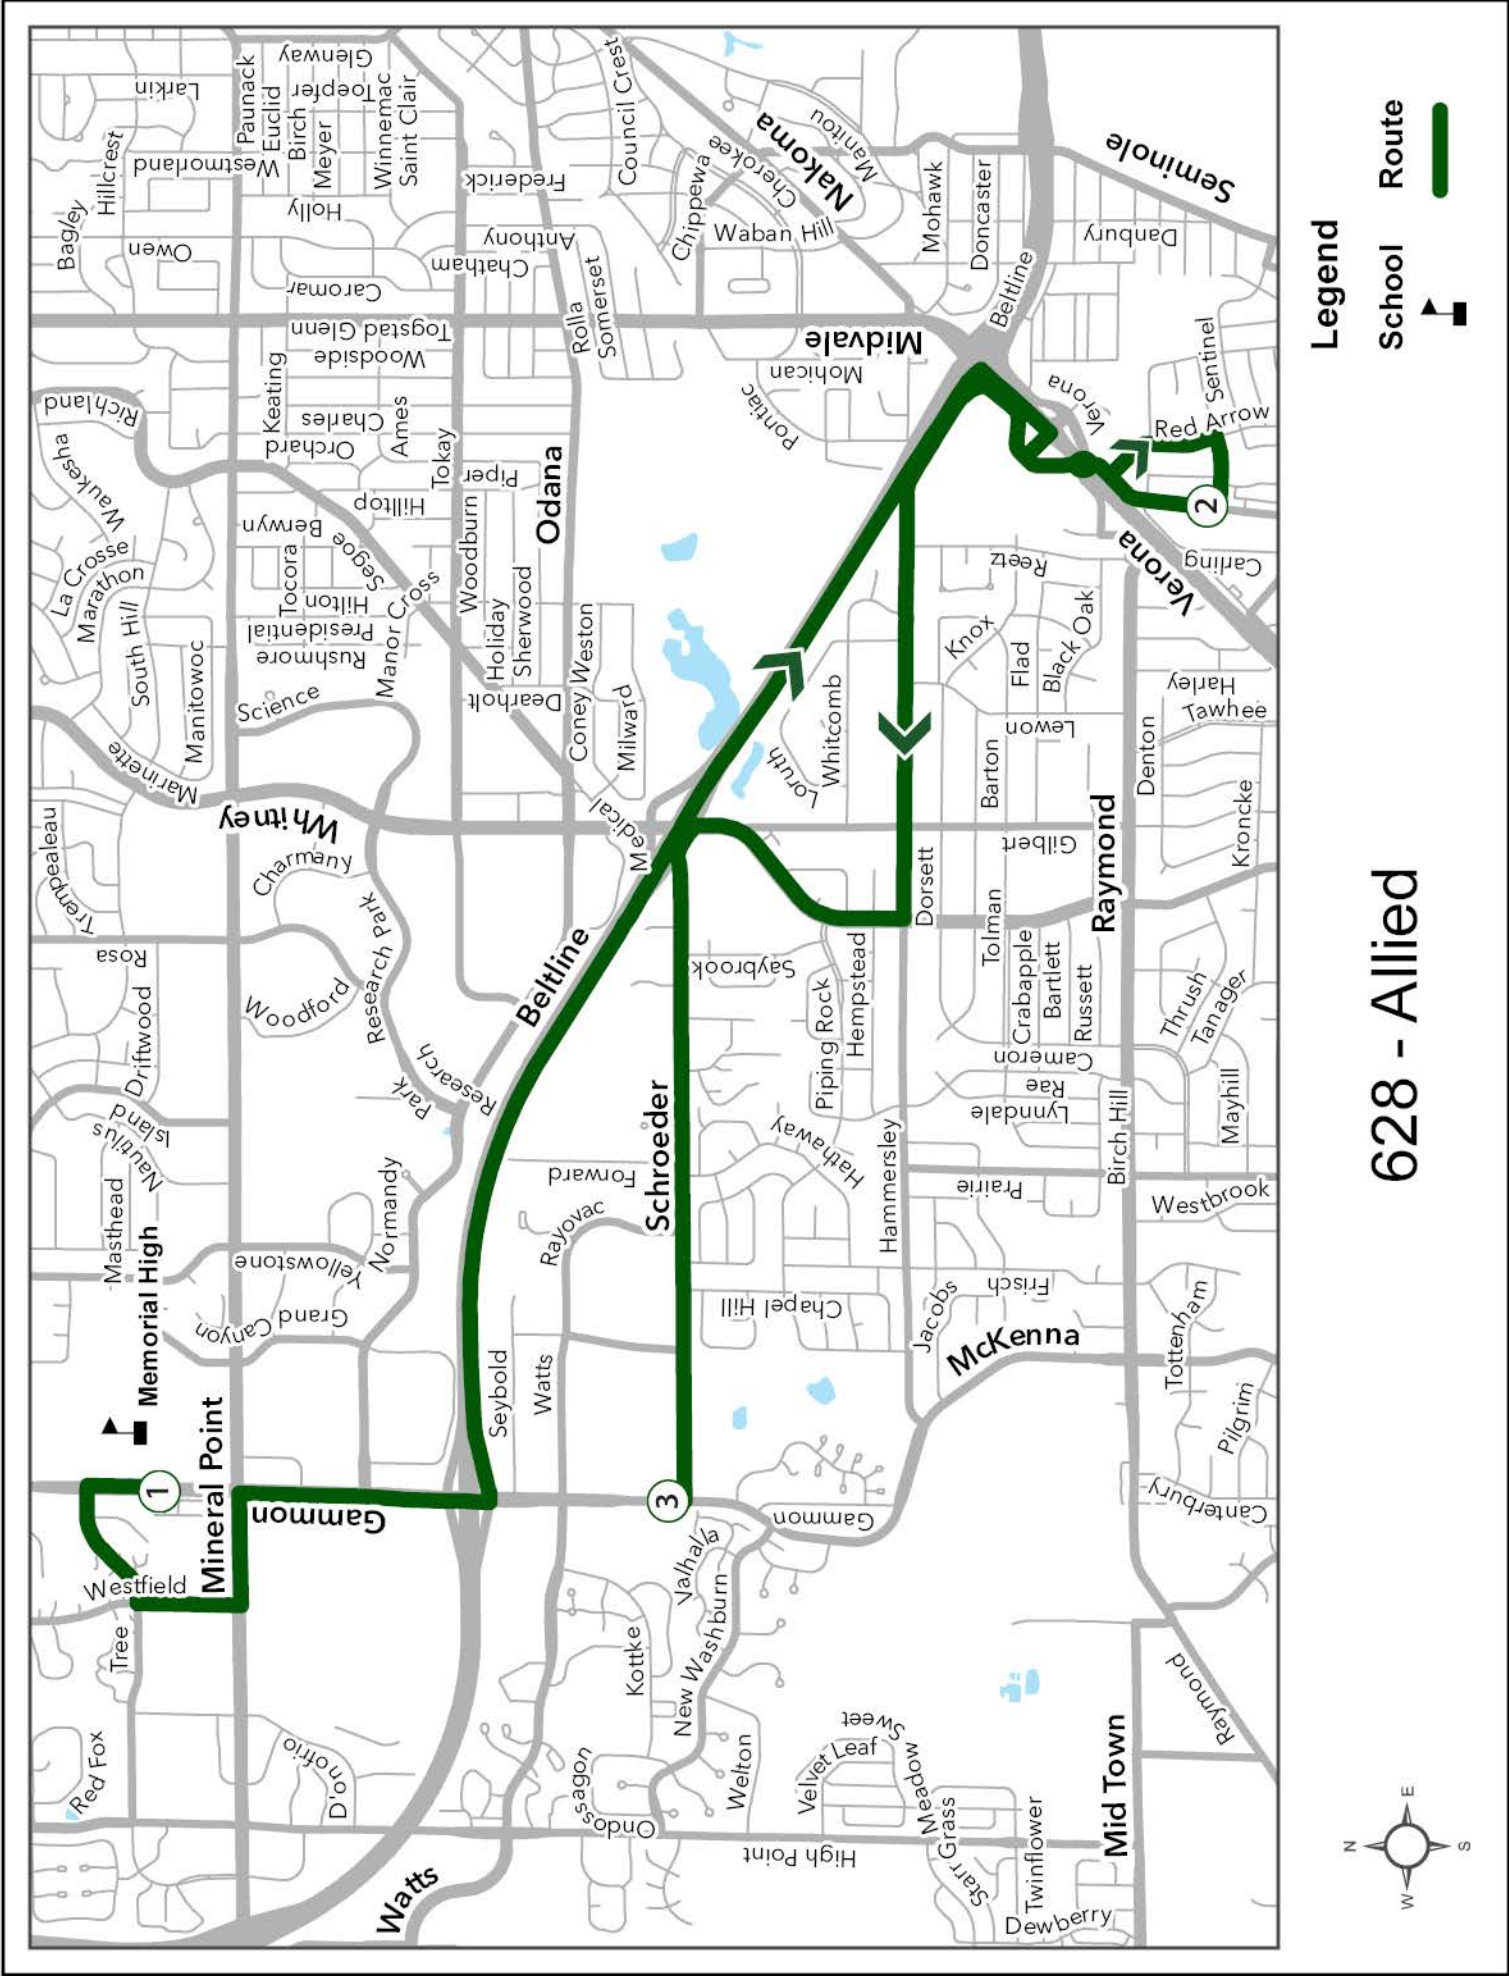 Larkin
Glenway
Paunack
Euclid
Birch
Meyer
Toepfer
Winnemac
Saint Clair
Westmorland
Hillcrest
Bagley
Owen
Holly
Caromar
Frederick
Anthony
Chatham
Council Crest
Chippewa
Cherokee
Nakoma
Manitou
Waban Hill
Mohawk
Doncaster
Seminole
Danbury
Beltline
Togstad Glenn
Woodside
Rolla
Somerset
Midvale
Mohican
Pontiac
Richland
Keating
Charles
Orchard
Ames
Tokay
Piper
Odana
Verona
Verona
Sentinel
Red Arrow
Waukesha
La Crosse
Marathon
South Hill
Manitowoc
Berwyn
Hilltop
Segoe
Tocora
Hilton
Presidential
Rushmore
Manor Cross
Woodburn
Holiday
Sherwood
Dearholt
Coney Weston
Milward
Science
Marinette
Whitney
Medical
Loruth
Whitcomb
Reetz
Knox
Flad
Black Oak
Lewon
Barton
Gilbert
Verona
Carling
Harley
Tawhee
Denton
Kroncke
Raymond
2
Trempealeau
Rosa
Charmany
Research Park
Woodford
Driftwood
Island
Nautilus
Masthead
Research
Park
Beltline
Normandy
Yellowstone
Grand
Canyon
Memorial High
Mineral Point
Gammon
1
Westfield
Tree
Red Fox
D'onofrio
Watts
Forward
Rayovac
Schroeder
Seybold
Watts
Saybrook
Piping Rock
Hempstead
Dorsett
Tolman
Crabapple
Bartlett
Russett
Cameron
Rae
Lynndale
Birch Hill
Thrush
Tanager
Mayhill
Hathaway
Hammersley
Prairie
Westbrook
Chapel Hill
Jacobs
Frisch
McKenna
Tottenham
Pilgrim
Canterbury
3
Gammon
Valhalla
New Washburn
Kottke
Ondossagon
Welton
High Point
Velvet Leaf
Sweet
Meadow
Starr Grass
Twinflower
Dewberry
Mid Town
Raymond
628 - Allied
Legend
School
Route
N
E
S
W